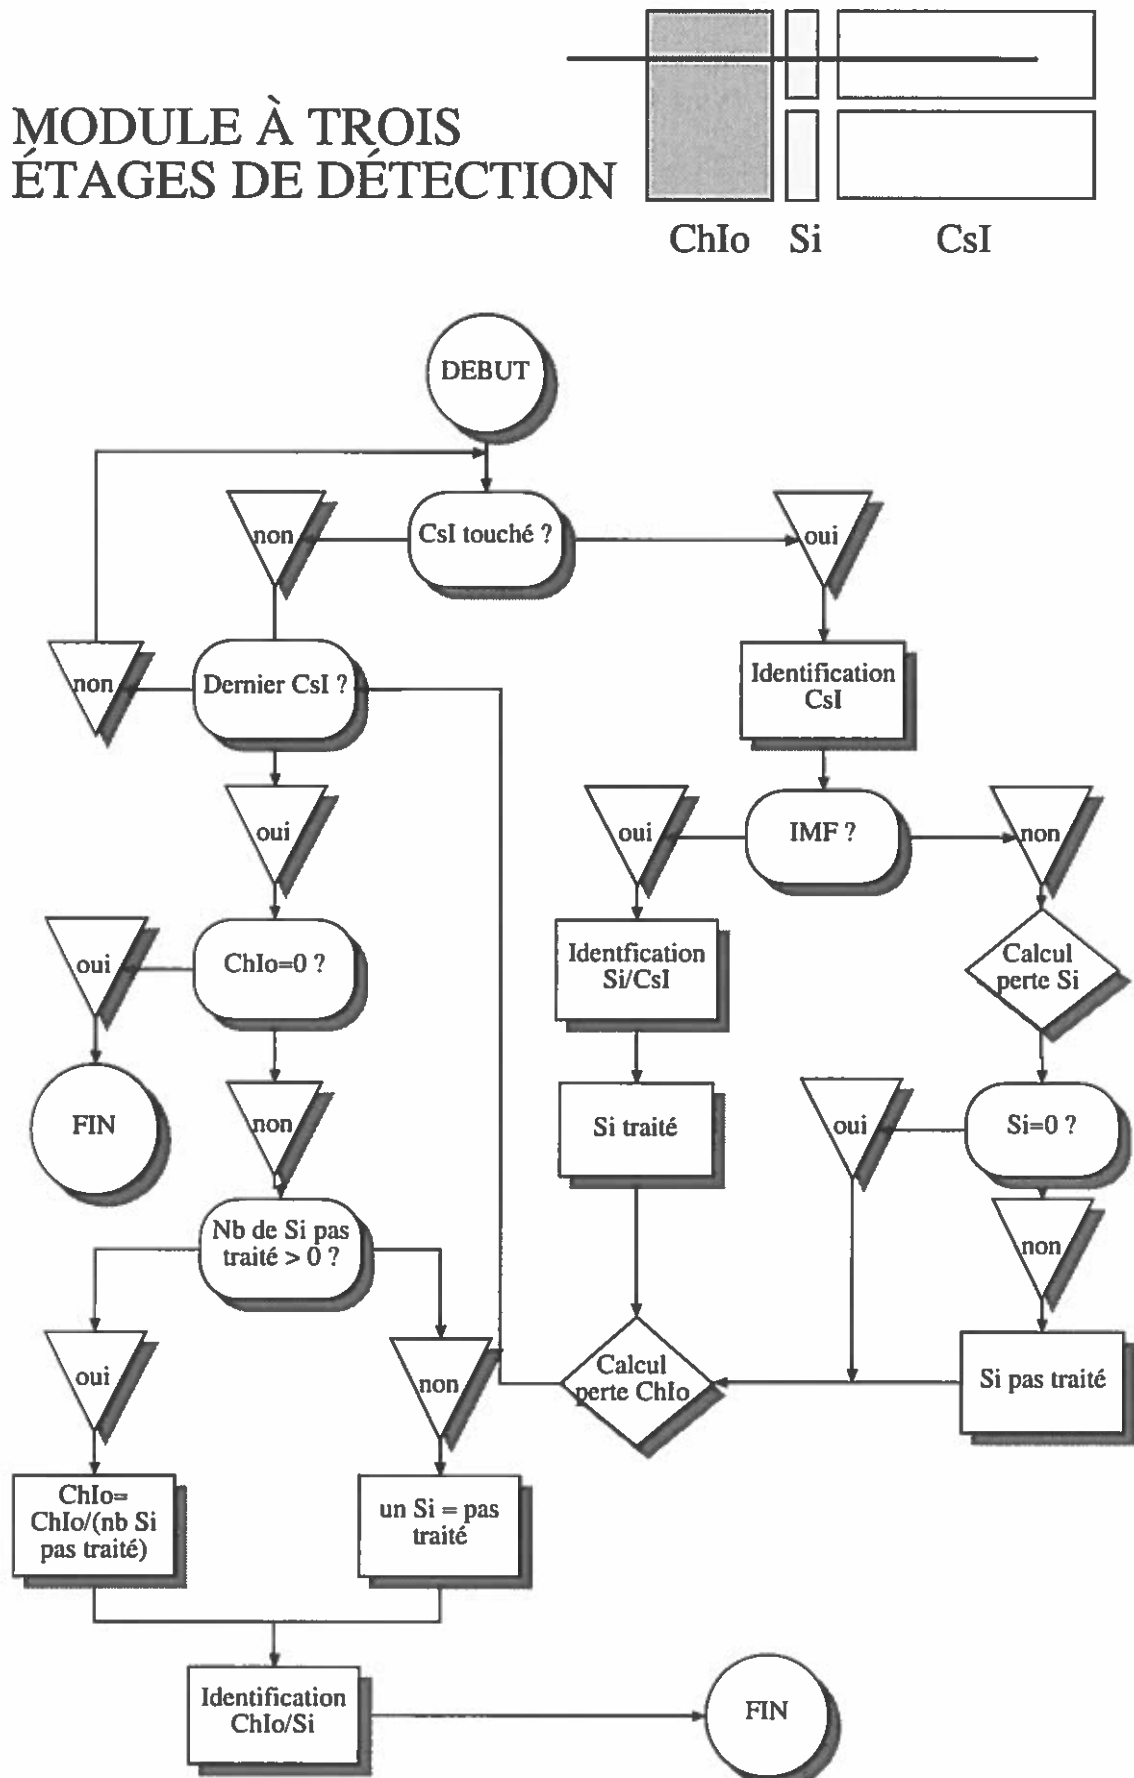 MODULE À TROIS
ÉTAGES DE DÉTECTION
ChIo
Si
CsI
DEBUT
non
CsI touché ?
oui
non
Dernier CsI ?
Identification
CsI
oui
oui
IMF ?
non
oui
ChIo=0 ?
Identfication
Si/CsI
Calcul
perte Si
FIN
non
Si traité
oui
Si=0 ?
Nb de Si pas
traité > 0 ?
non
oui
non
Calcul
perte ChIo
Si pas traité
ChIo=
ChIo/(nb Si
pas traité)
un Si = pas
traité
Identification
ChIo/Si
FIN